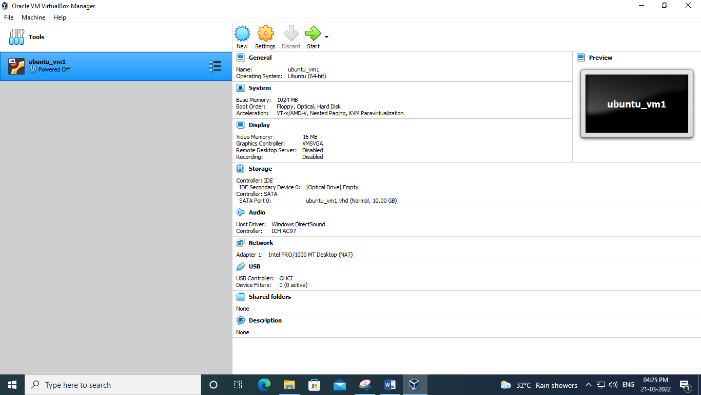 Oracle VM VirtualBox Manager
File Machine Help
Tools
New Settings Discard Start
ubuntu_vm1
Powered Off
General
Name: ubuntu_vm1
Operating System: Ubuntu (64-bit)
System
Base Memory: 1024 MB
Boot Order: Floppy, Optical, Hard Disk
Acceleration: VT-x/AMD-V, Nested Paging, KVM Paravirtualization
Display
Video Memory: 16 MB
Graphics Controller: VMSVGA
Remote Desktop Server: Disabled
Recording: Disabled
Storage
Controller: IDE
IDE Secondary Device 0: [Optical Drive] Empty
Controller: SATA
SATA Port 0: ubuntu_vm1.vhd (Normal, 10.00 GB)
Audio
Host Driver: Windows DirectSound
Controller: ICH AC97
Network
Adapter 1: Intel PRO/1000 MT Desktop (NAT)
USB
USB Controller: OHCI
Device Filters: 0 (0 active)
Shared folders
None
Description
None
Preview
ubuntu_vm1
Type here to search
32°C Rain showers
ENG
04:25 PM
21-03-2022